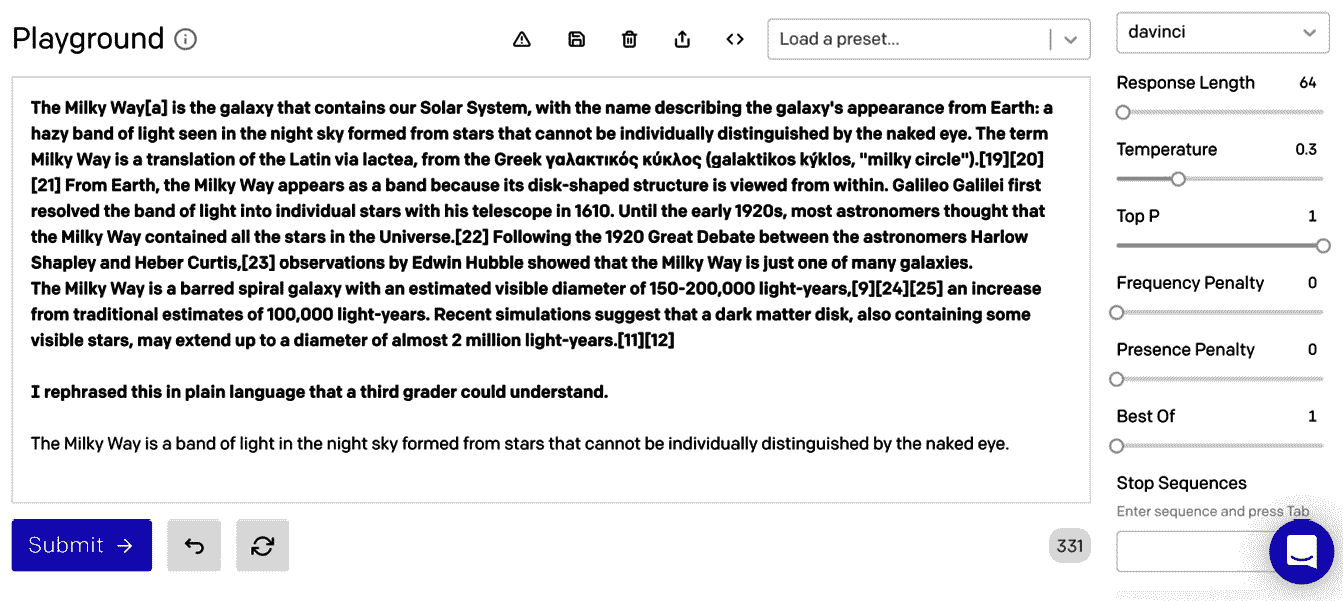 Playground
Load a preset...
davinci
The Milky Way[a] is the galaxy that contains our Solar System, with the name describing the galaxy's appearance from Earth: a
hazy band of light seen in the night sky formed from stars that cannot be individually distinguished by the naked eye. The term
Milky Way is a translation of the Latin via lactea, from the Greek γαλακτικός κύκλος (galaktikos kýklos, "milky circle").[19][20]
[21] From Earth, the Milky Way appears as a band because its disk-shaped structure is viewed from within. Galileo Galilei first
resolved the band of light into individual stars with his telescope in 1610. Until the early 1920s, most astronomers thought that
the Milky Way contained all the stars in the Universe.[22] Following the 1920 Great Debate between the astronomers Harlow
Shapley and Heber Curtis,[23] observations by Edwin Hubble showed that the Milky Way is just one of many galaxies.
The Milky Way is a barred spiral galaxy with an estimated visible diameter of 150-200,000 light-years,[9][24][25] an increase
from traditional estimates of 100,000 light-years. Recent simulations suggest that a dark matter disk, also containing some
visible stars, may extend up to a diameter of almost 2 million light-years.[11][12]
I rephrased this in plain language that a third grader could understand.
The Milky Way is a band of light in the night sky formed from stars that cannot be individually distinguished by the naked eye.
Submit
331
Response Length 64
Temperature 0.3
Top P 1
Frequency Penalty 0
Presence Penalty 0
Best Of 1
Stop Sequences
Enter sequence and press Tab